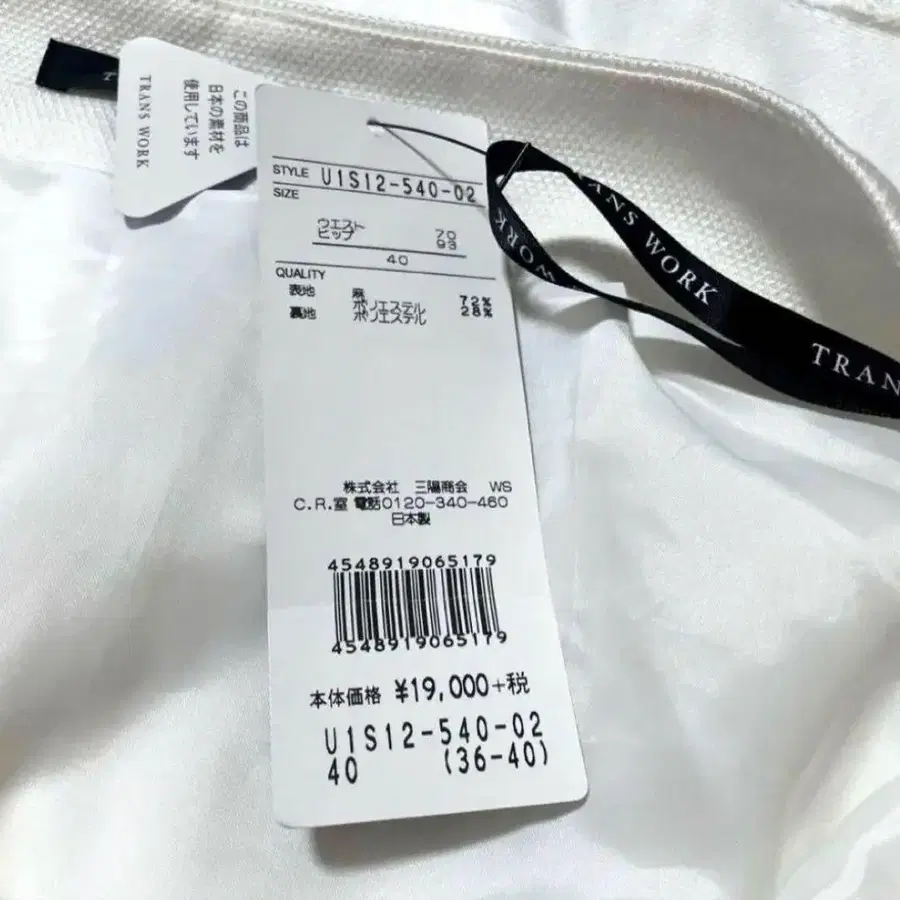 TRANS WORK
この商品は
日本の素材を
使用しています
STYLE U1S12-540-02
SIZE
ウエスト 70
ヒップ 93
40
QUALITY
表地 麻 72%
ポリエステル 28%
裏地 ポリエステル
株式会社 三陽商会 WS
C.R.室 電話0120-340-460
日本製
4548919065179
4548919065179
本体価格 ¥19,000+税
U1S12-540-02
40 (36-40)
WORK
TRANS WORK
TRAN